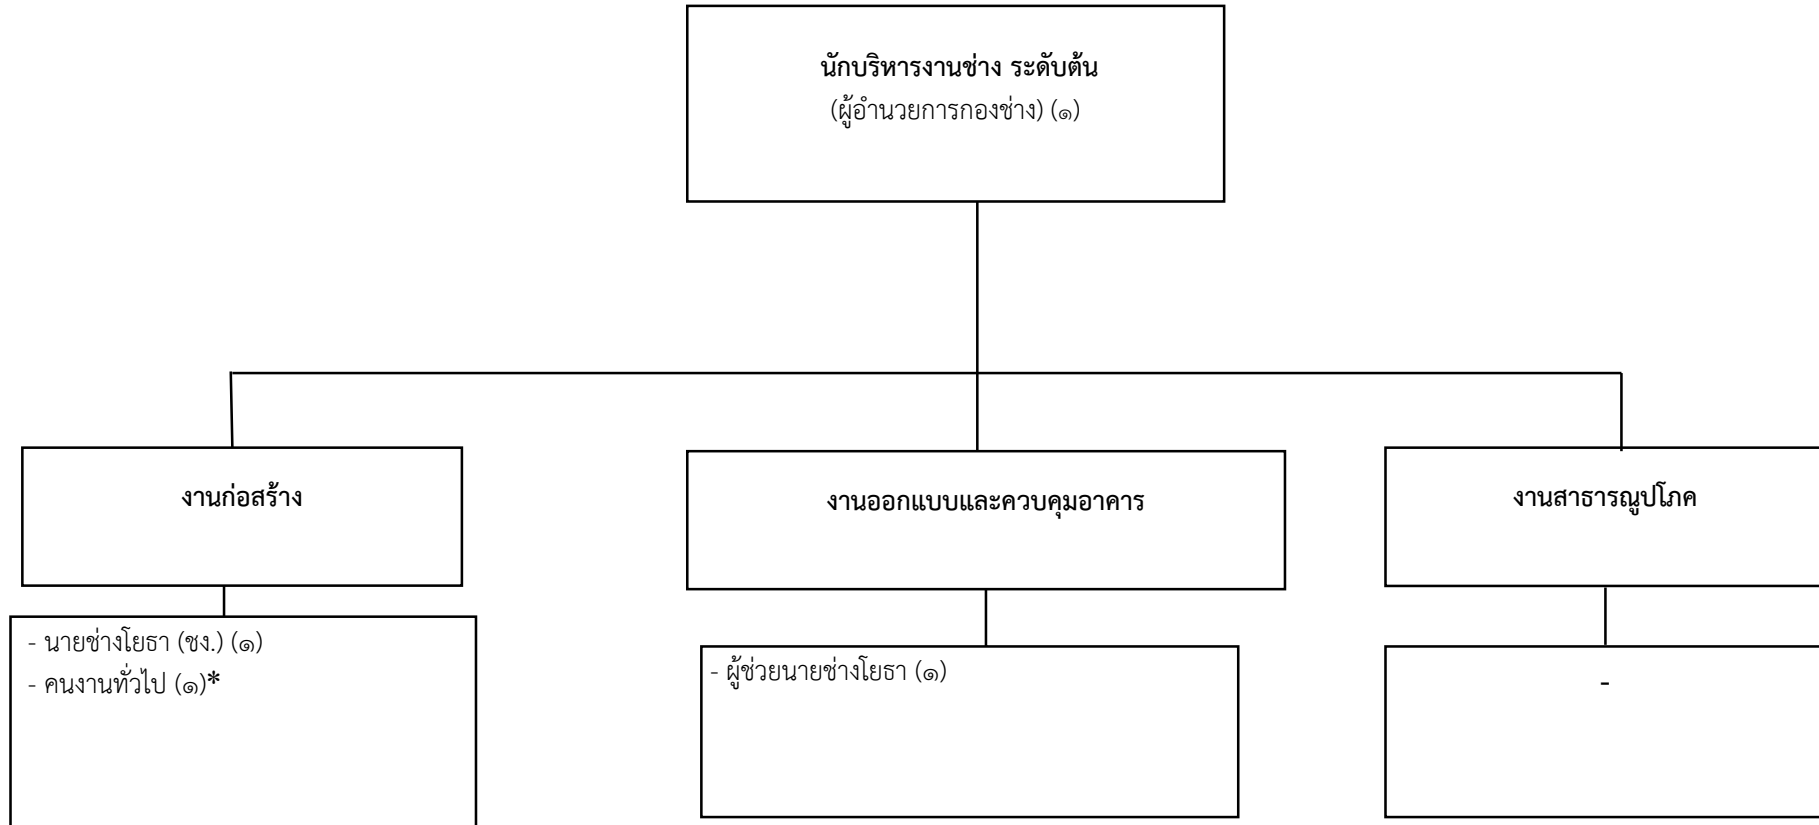 นักบริหารงานช่าง ระดับต้น
(ผู้อำนวยการกองช่าง) (๑)
งานก่อสร้าง
งานออกแบบและควบคุมอาคาร
งานสาธารณูปโภค
- นายช่างโยธา (ชง.) (๑)
- คนงานทั่วไป (๑)*
- ผู้ช่วยนายช่างโยธา (๑)
-